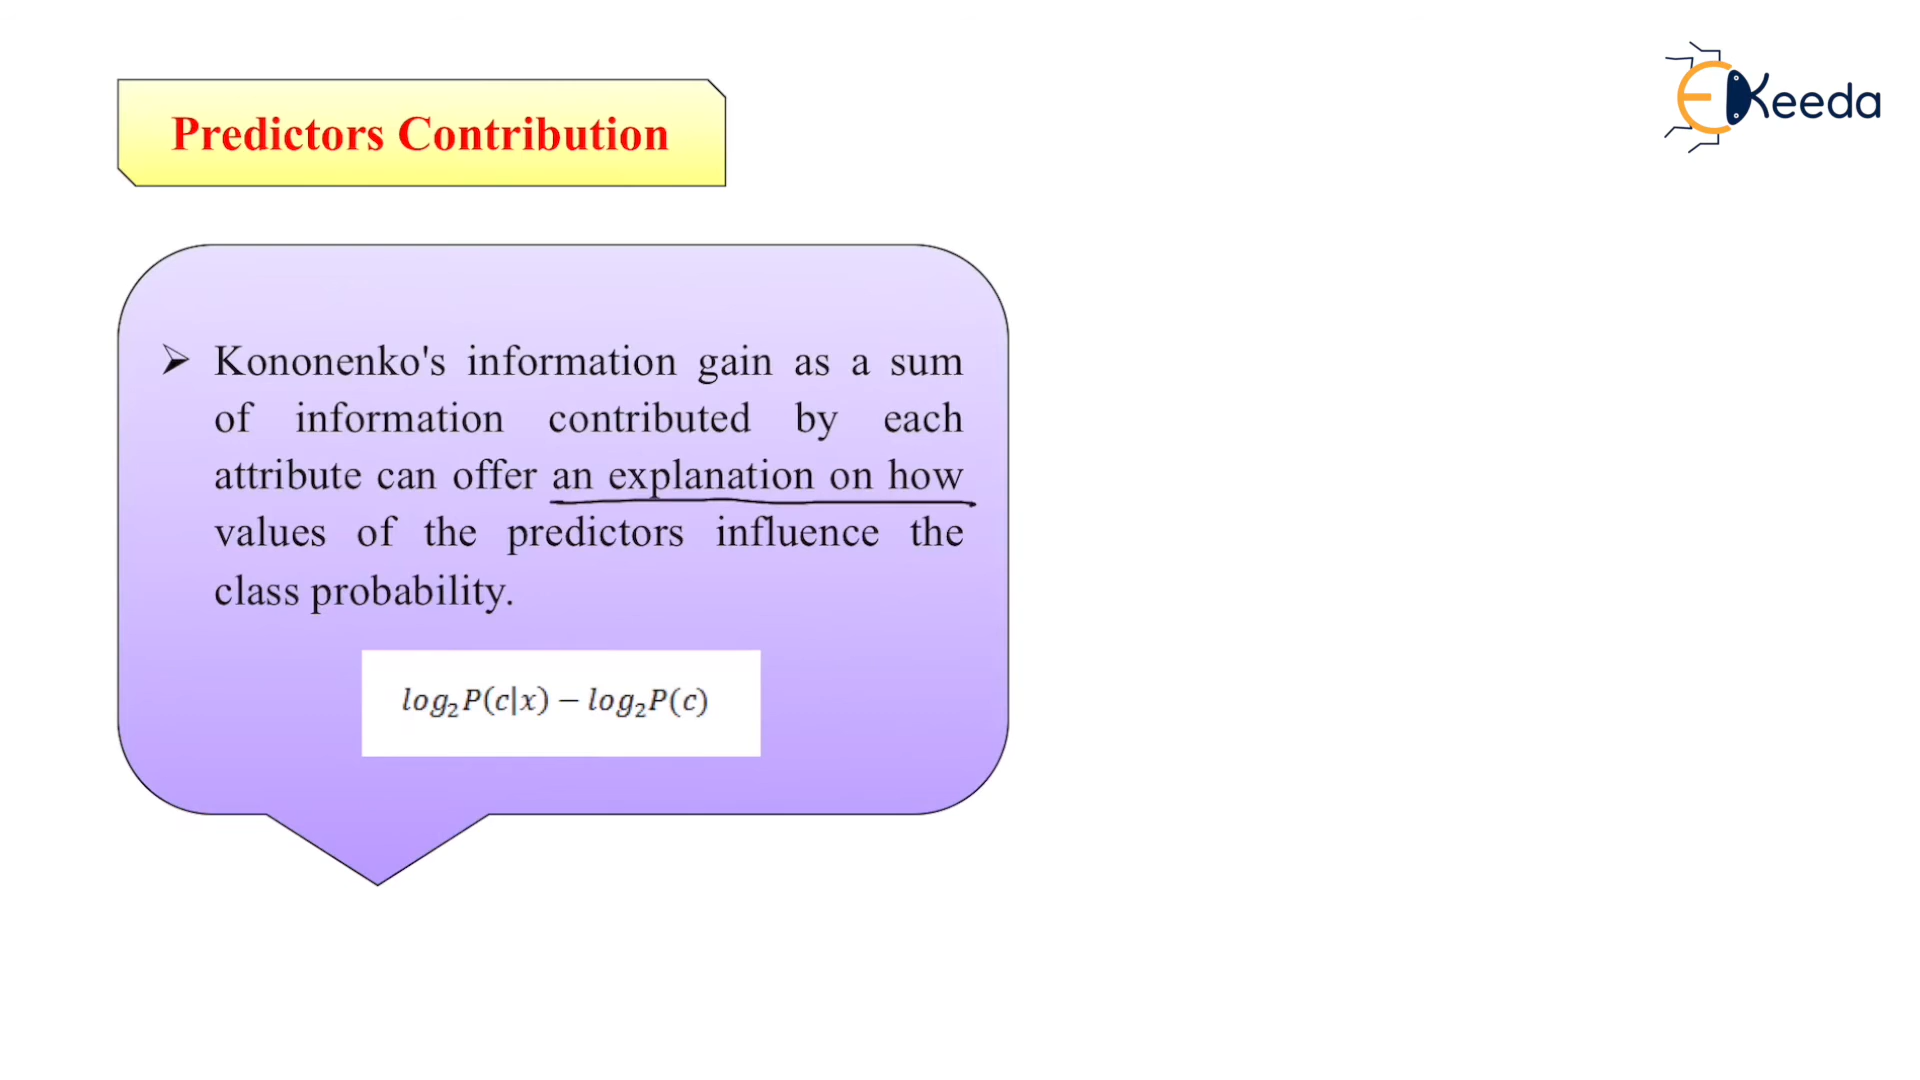 Predictors Contribution
EKeeda
➢ Kononenko's information gain as a sum
of information contributed by each
attribute can offer an explanation on how
values of the predictors influence the
class probability.
log₂P(c|x) − log₂P(c)